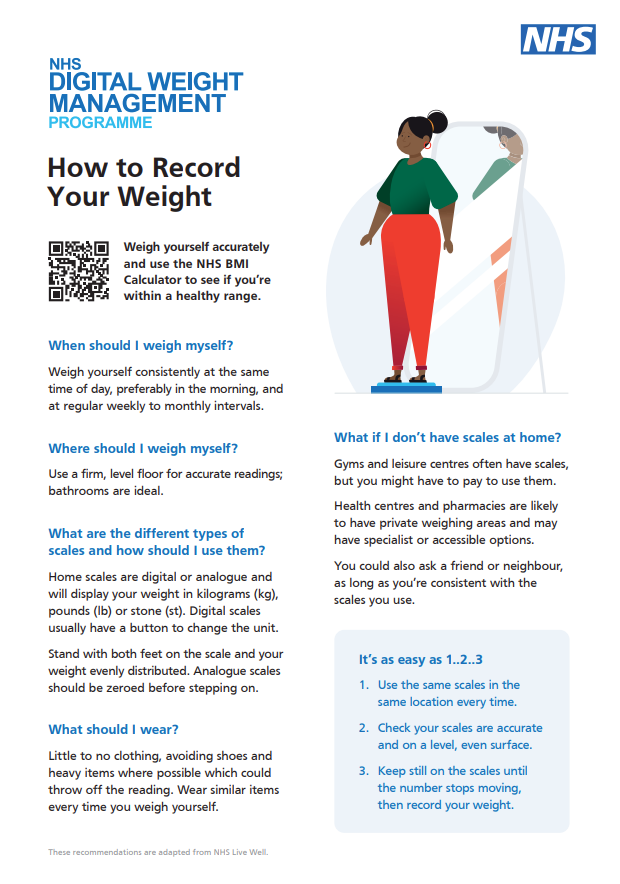 NHS
NHS
DIGITAL WEIGHT
MANAGEMENT
PROGRAMME
How to Record
Your Weight
Weigh yourself accurately
and use the NHS BMI
Calculator to see if you're
within a healthy range.
When should I weigh myself?
Weigh yourself consistently at the same
time of day, preferably in the morning, and
at regular weekly to monthly intervals.
Where should I weigh myself?
Use a firm, level floor for accurate readings;
bathrooms are ideal.
What are the different types of
scales and how should I use them?
Home scales are digital or analogue and
will display your weight in kilograms (kg),
pounds (lb) or stone (st). Digital scales
usually have a button to change the unit.
Stand with both feet on the scale and your
weight evenly distributed. Analogue scales
should be zeroed before stepping on.
What should I wear?
Little to no clothing, avoiding shoes and
heavy items where possible which could
throw off the reading. Wear similar items
every time you weigh yourself.
What if I don't have scales at home?
Gyms and leisure centres often have scales,
but you might have to pay to use them.
Health centres and pharmacies are likely
to have private weighing areas and may
have specialist or accessible options.
You could also ask a friend or neighbour,
as long as you're consistent with the
scales you use.
It's as easy as 1..2..3
1. Use the same scales in the
same location every time.
2. Check your scales are accurate
and on a level, even surface.
3. Keep still on the scales until
the number stops moving,
then record your weight.
These recommendations are adapted from NHS Live Well.